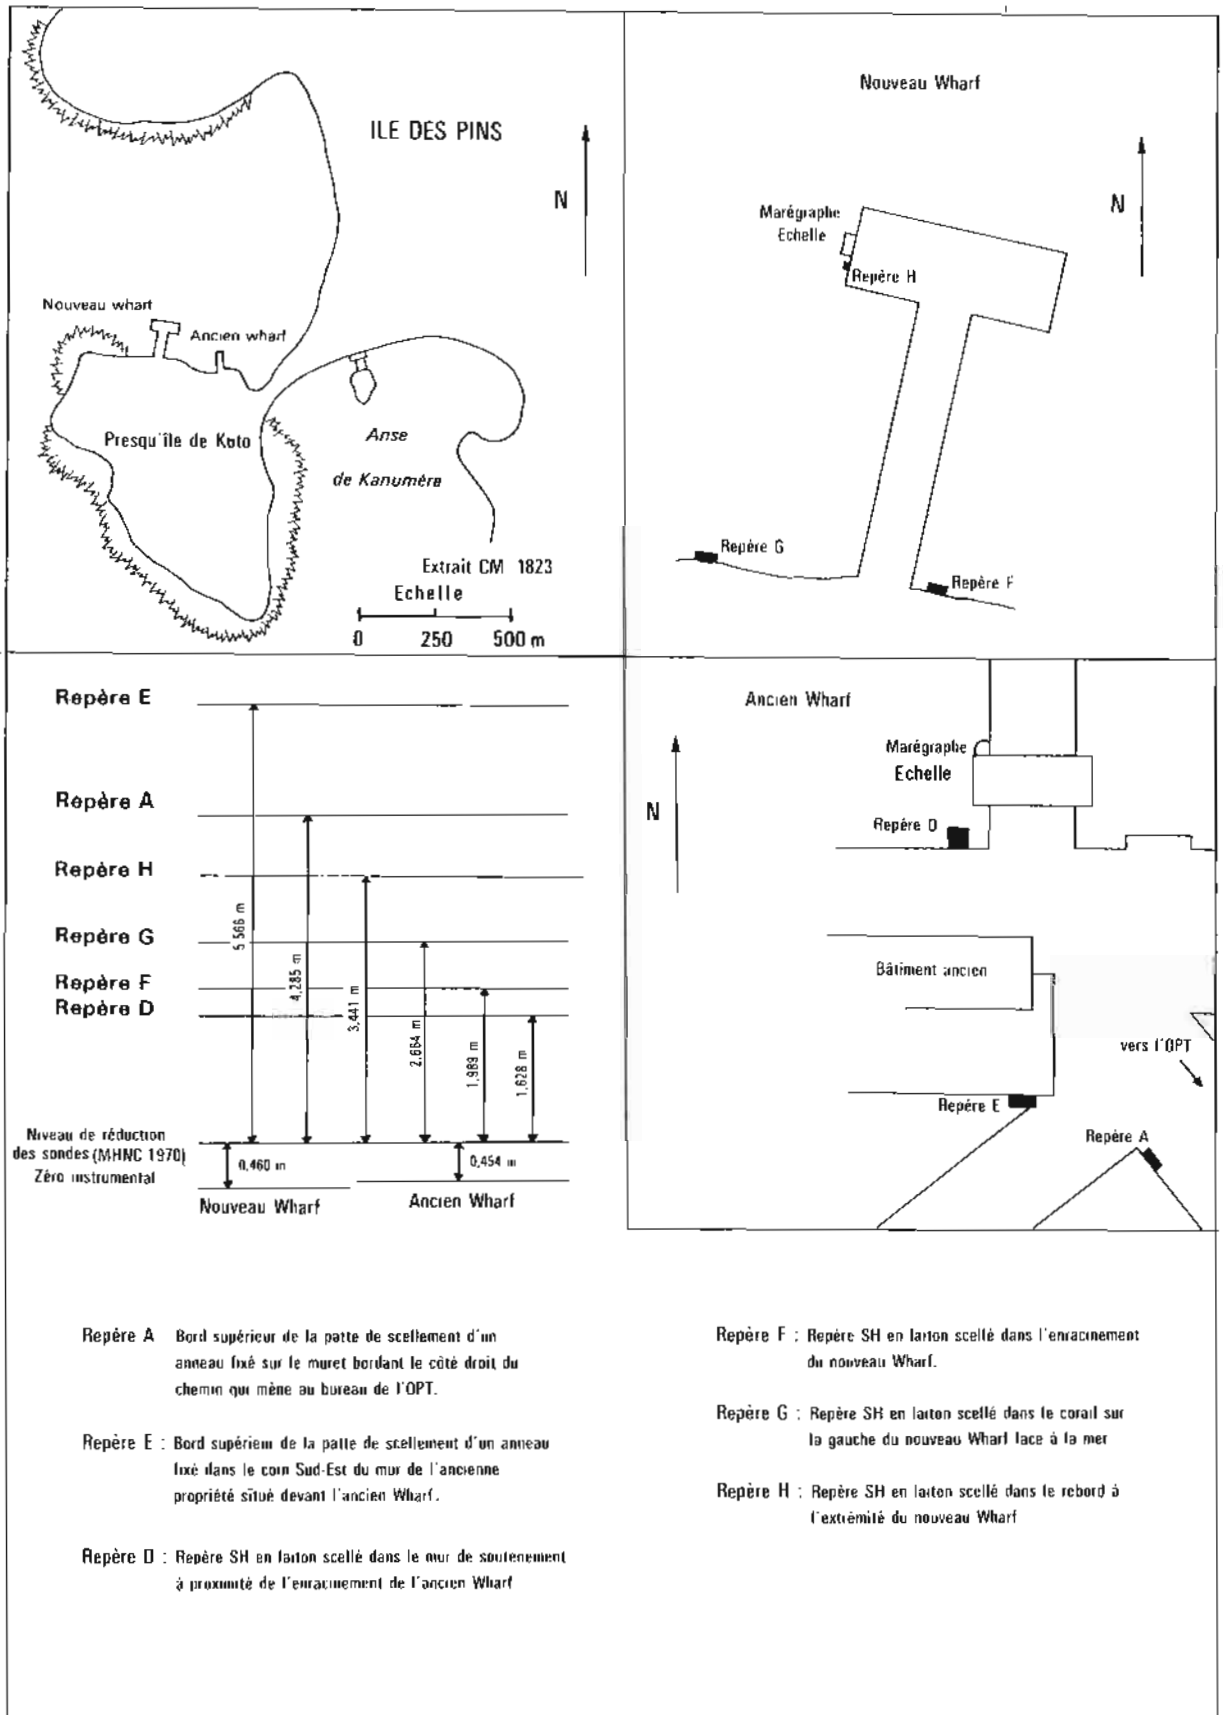 ILE DES PINS
N
Nouveau wharf
Ancien wharf
Presqu'île de Kuto
Anse
de Kanumèra
Extrait CM 1823
Echelle
0 250 500 m
Nouveau Wharf
N
Marégraphe
Echelle
Repère H
Repère G
Repère F
Repère E
Repère A
Repère H
Repère G
Repère F
Repère D
5.566 m
4,285 m
3,441 m
2.664 m
1,989 m
1,628 m
Niveau de réduction
des sondes (MHNC 1970)
Zéro instrumental
0,460 m
0,454 m
Nouveau Wharf
Ancien Wharf
Ancien Wharf
N
Marégraphe
Echelle
Repère D
Bâtiment ancien
vers l'OPT
Repère E
Repère A
Repère A Bord supérieur de la patte de scellement d'un
anneau fixé sur le muret bordant le côté droit du
chemin qui mène au bureau de l'OPT.
Repère E : Bord supérieur de la patte de scellement d'un anneau
fixé dans le coin Sud-Est du mur de l'ancienne
propriété situé devant l'ancien Wharf.
Repère D : Repère SH en laiton scellé dans le mur de soutènement
à proximité de l'enracinement de l'ancien Wharf
Repère F : Repère SH en laiton scellé dans l'enracinement
du nouveau Wharf.
Repère G : Repère SH en laiton scellé dans le corail sur
la gauche du nouveau Wharf face à la mer
Repère H : Repère SH en laiton scellé dans le rebord à
l'extrémité du nouveau Wharf